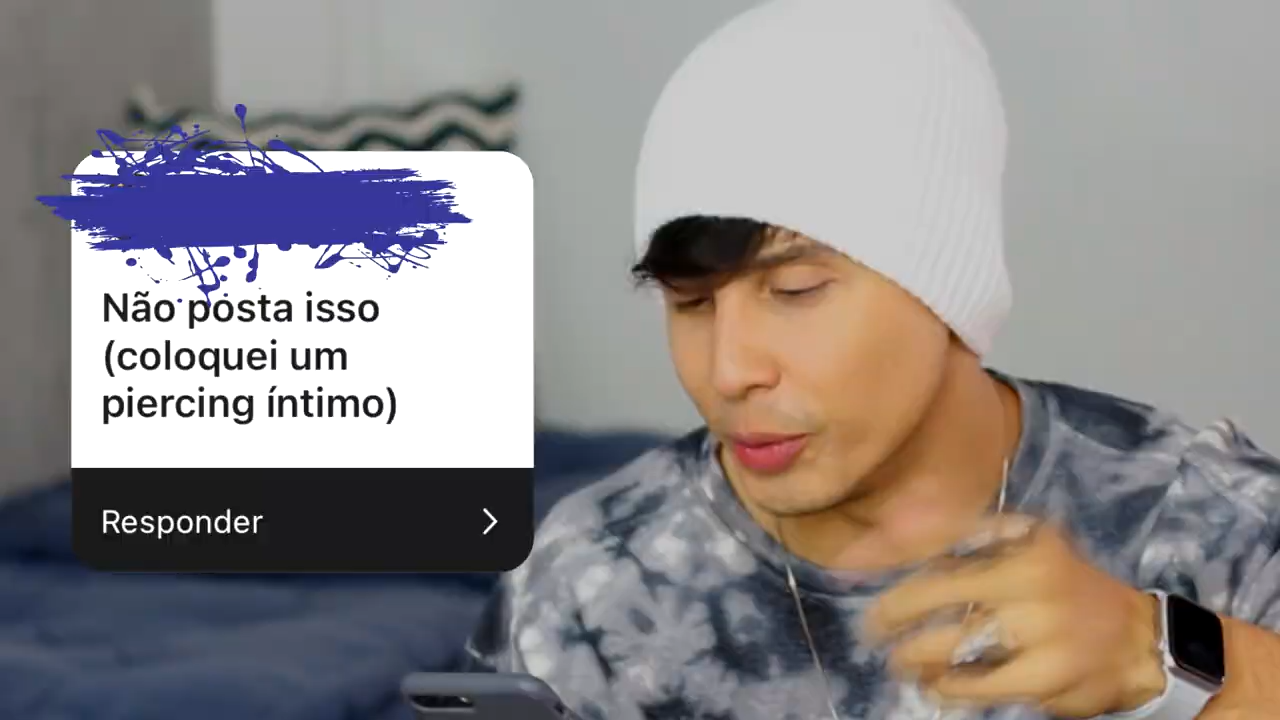 Não posta isso
(coloquei um
piercing íntimo)
Responder